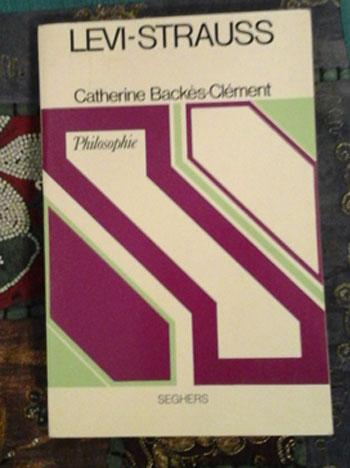 LEVI-STRAUSS
Catherine Backès-Clément
Philosophie
SEGHERS